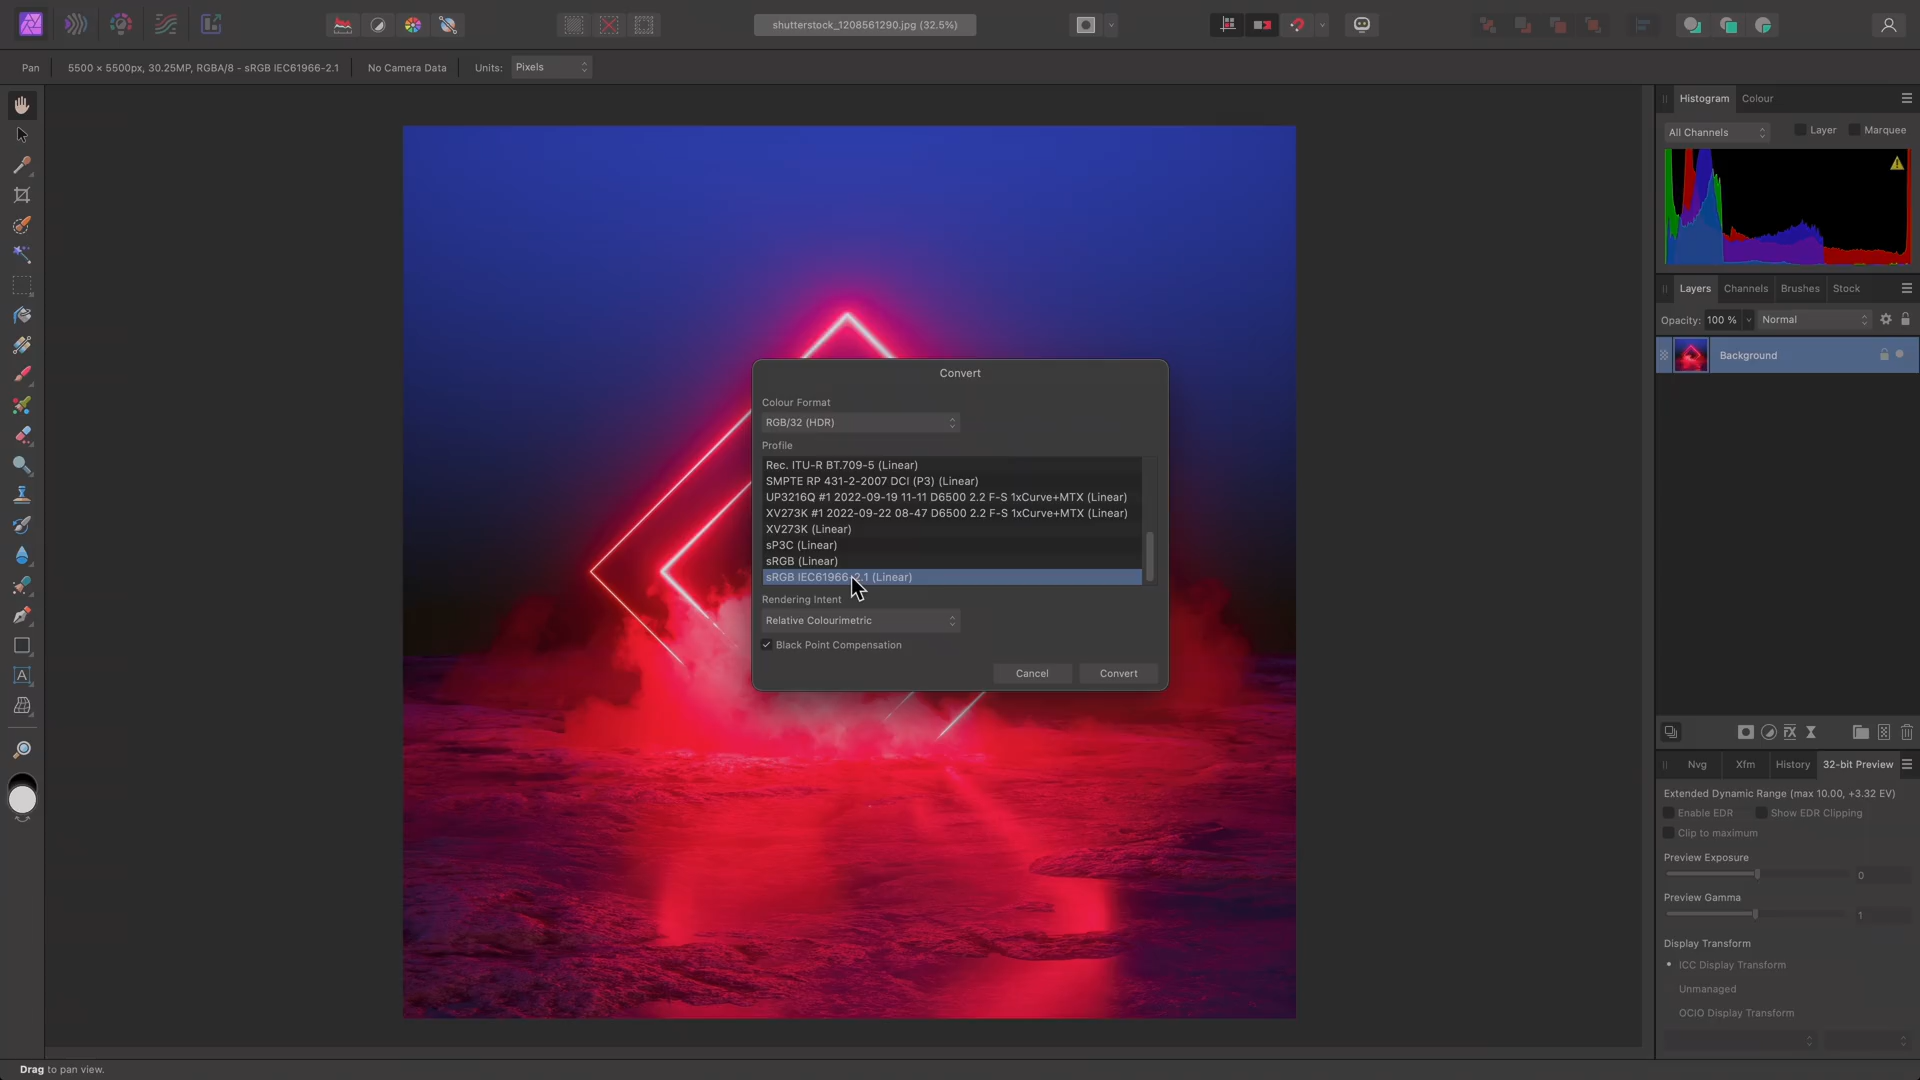 shutterstock_1208561290.jpg (32.5%)
Pan
5500 × 5500px, 30.25MP, RGBA/8 - sRGB IEC61966-2.1
No Camera Data
Units:
Pixels
Histogram
Colour
All Channels
Layer
Marquee
Layers
Channels
Brushes
Stock
Opacity:
100 %
Normal
Background
Convert
Colour Format
RGB/32 (HDR)
Profile
Rec. ITU-R BT.709-5 (Linear)
SMPTE RP 431-2-2007 DCI (P3) (Linear)
UP3216Q #1 2022-09-19 11-11 D6500 2.2 F-S 1xCurve+MTX (Linear)
XV273K #1 2022-09-22 08-47 D6500 2.2 F-S 1xCurve+MTX (Linear)
XV273K (Linear)
sP3C (Linear)
sRGB (Linear)
sRGB IEC61966-2.1 (Linear)
Rendering Intent
Relative Colourimetric
Black Point Compensation
Cancel
Convert
Nvg
Xfm
History
32-bit Preview
Extended Dynamic Range (max 10.00, +3.32 EV)
Enable EDR
Show EDR Clipping
Clip to maximum
Preview Exposure
0
Preview Gamma
1
Display Transform
ICC Display Transform
Unmanaged
OCIO Display Transform
Drag to pan view.